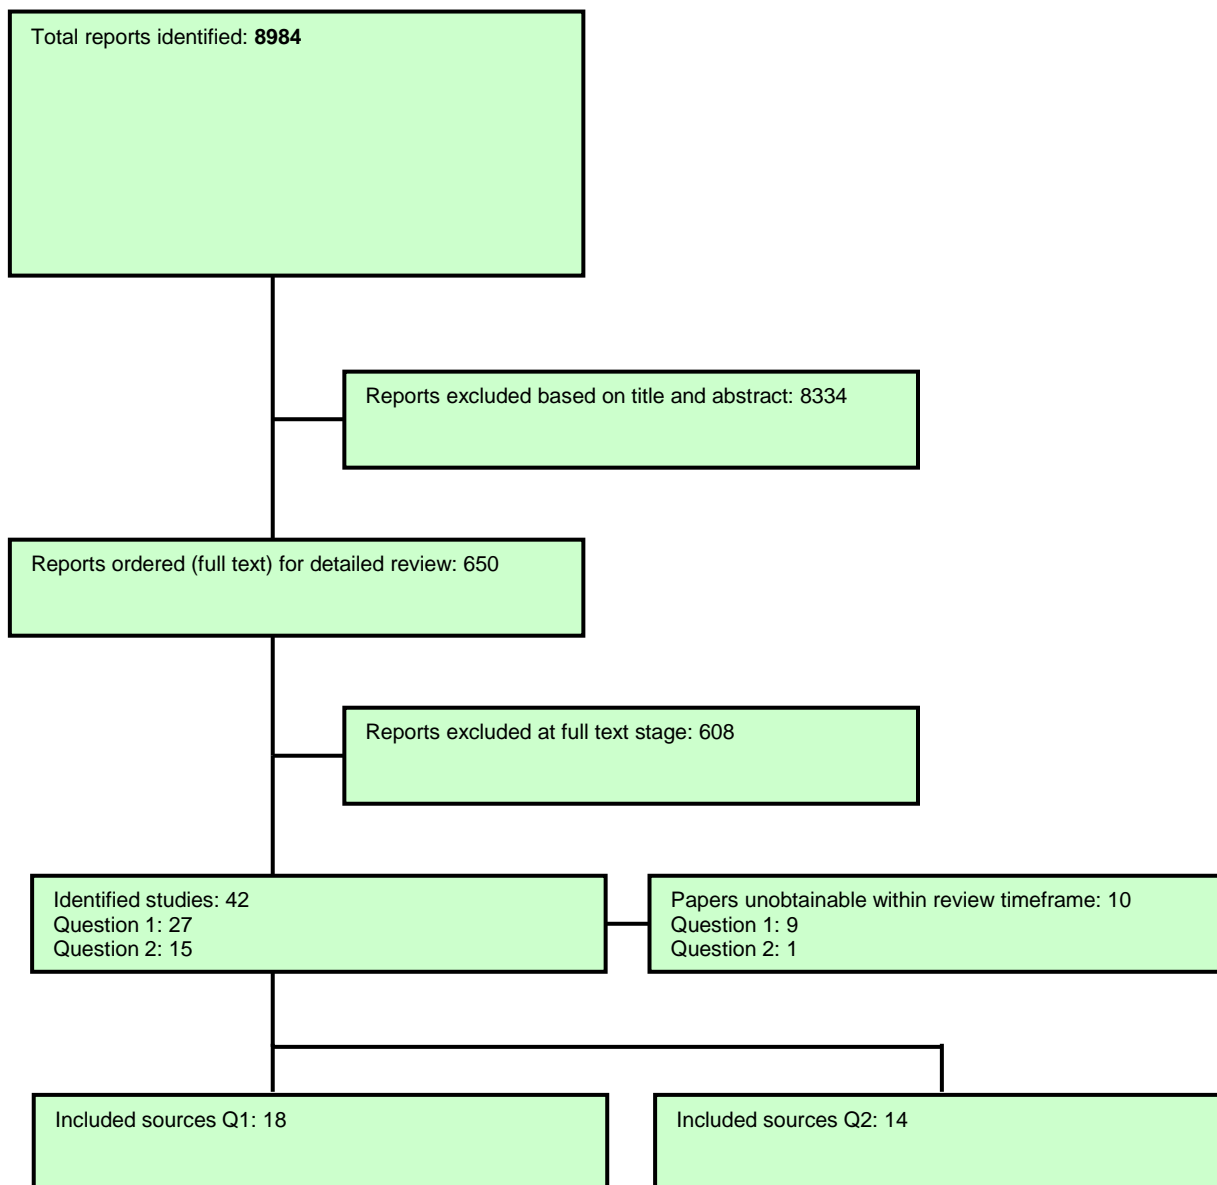 Total reports identified: 8984
Reports excluded based on title and abstract: 8334
Reports ordered (full text) for detailed review: 650
Reports excluded at full text stage: 608
Identified studies: 42
Question 1: 27
Question 2: 15
Papers unobtainable within review timeframe: 10
Question 1: 9
Question 2: 1
Included sources Q1: 18
Included sources Q2: 14